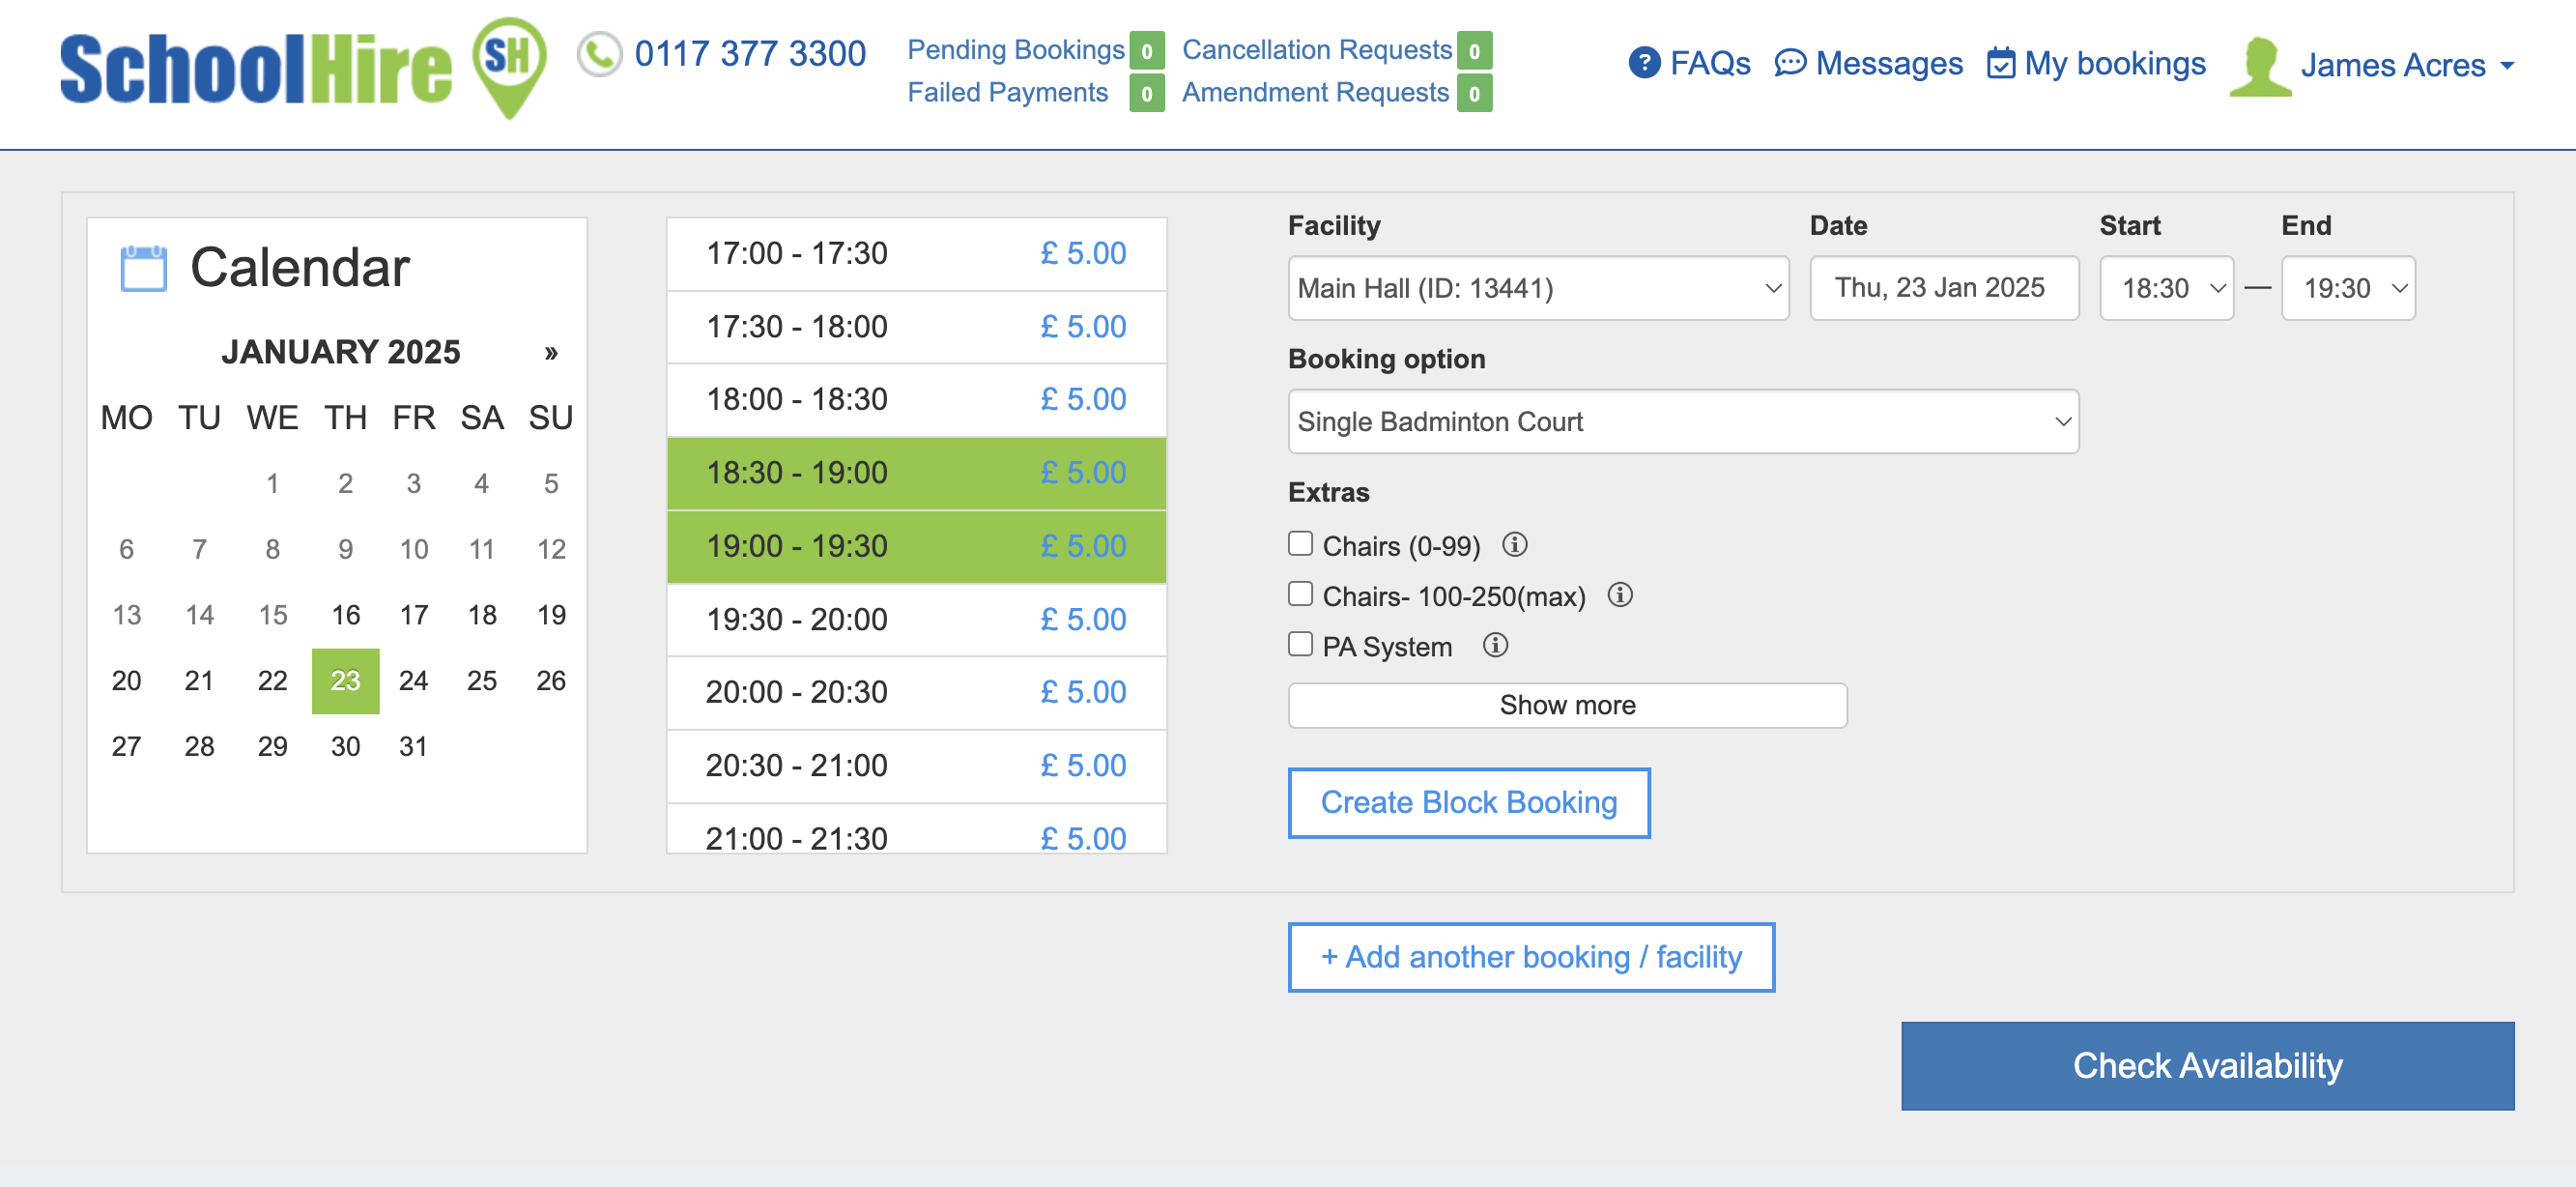 SchoolHire SH
0117 377 3300
Pending Bookings 0 Cancellation Requests 0
Failed Payments 0 Amendment Requests 0
? FAQs Messages My bookings James Acres
Calendar
JANUARY 2025 »
MO TU WE TH FR SA SU
1 2 3 4 5
6 7 8 9 10 11 12
13 14 15 16 17 18 19
20 21 22 23 24 25 26
27 28 29 30 31
17:00 - 17:30 £ 5.00
17:30 - 18:00 £ 5.00
18:00 - 18:30 £ 5.00
18:30 - 19:00 £ 5.00
19:00 - 19:30 £ 5.00
19:30 - 20:00 £ 5.00
20:00 - 20:30 £ 5.00
20:30 - 21:00 £ 5.00
21:00 - 21:30 £ 5.00
Facility Date Start End
Main Hall (ID: 13441) Thu, 23 Jan 2025 18:30 — 19:30
Booking option
Single Badminton Court
Extras
Chairs (0-99)
Chairs- 100-250(max)
PA System
Show more
Create Block Booking
+ Add another booking / facility
Check Availability